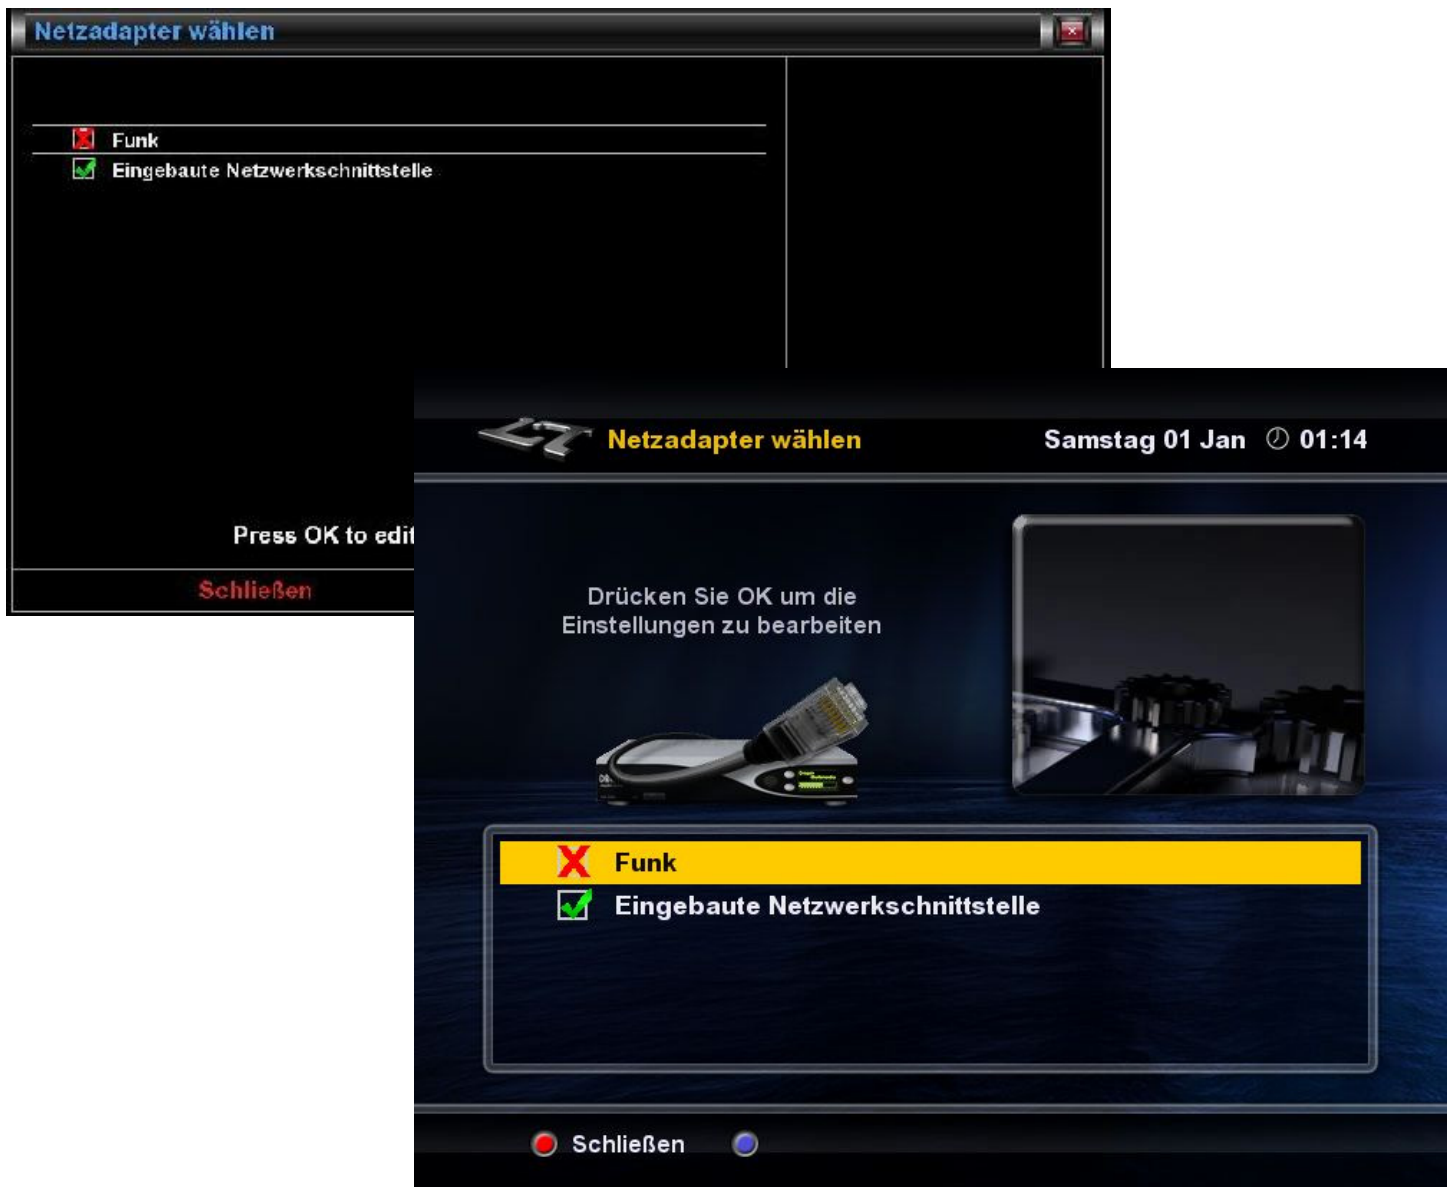 Netzadapter wählen
Funk
Eingebaute Netzwerkschnittstelle
Press OK to edit
Schließen
LT
Netzadapter wählen
Samstag 01 Jan 01:14
Drücken Sie OK um die
Einstellungen zu bearbeiten
Funk
Eingebaute Netzwerkschnittstelle
Schließen